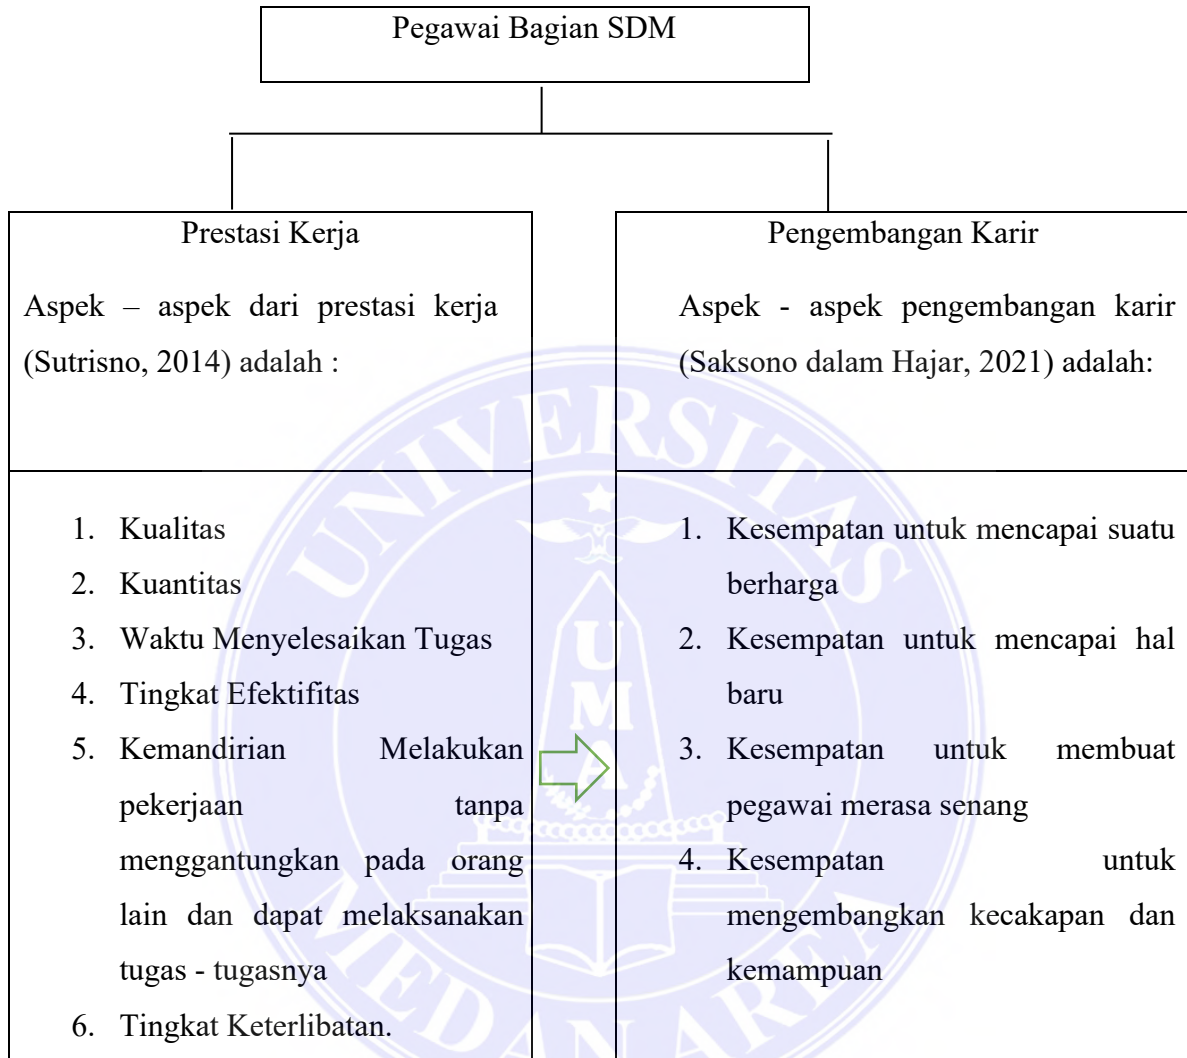 Pegawai Bagian SDM
Prestasi Kerja
Aspek – aspek dari prestasi kerja
(Sutrisno, 2014) adalah :
1. Kualitas
2. Kuantitas
3. Waktu Menyelesaikan Tugas
4. Tingkat Efektifitas
5. Kemandirian Melakukan
pekerjaan tanpa
menggantungkan pada orang
lain dan dapat melaksanakan
tugas - tugasnya
6. Tingkat Keterlibatan.
Pengembangan Karir
Aspek - aspek pengembangan karir
(Saksono dalam Hajar, 2021) adalah:
1. Kesempatan untuk mencapai suatu
berharga
2. Kesempatan untuk mencapai hal
baru
3. Kesempatan untuk membuat
pegawai merasa senang
4. Kesempatan untuk
mengembangkan kecakapan dan
kemampuan
UNIVERSITAS
UMA
MEDAN AREA